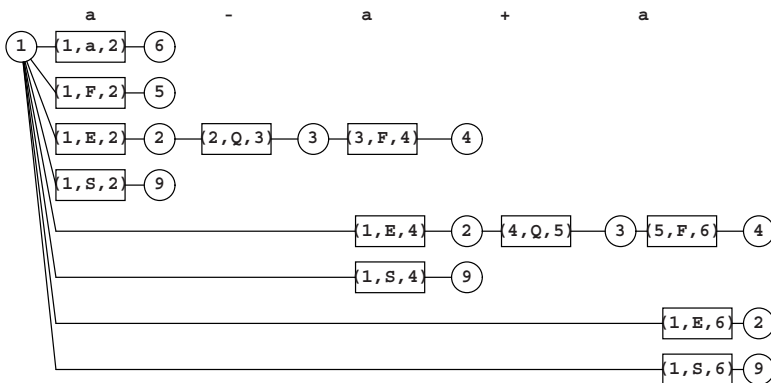 a - a + a
1 (1,a,2) 6
(1,F,2) 5
(1,E,2) 2 (2,Q,3) 3 (3,F,4) 4
(1,S,2) 9
(1,E,4) 2 (4,Q,5) 3 (5,F,6) 4
(1,S,4) 9
(1,E,6) 2
(1,S,6) 9